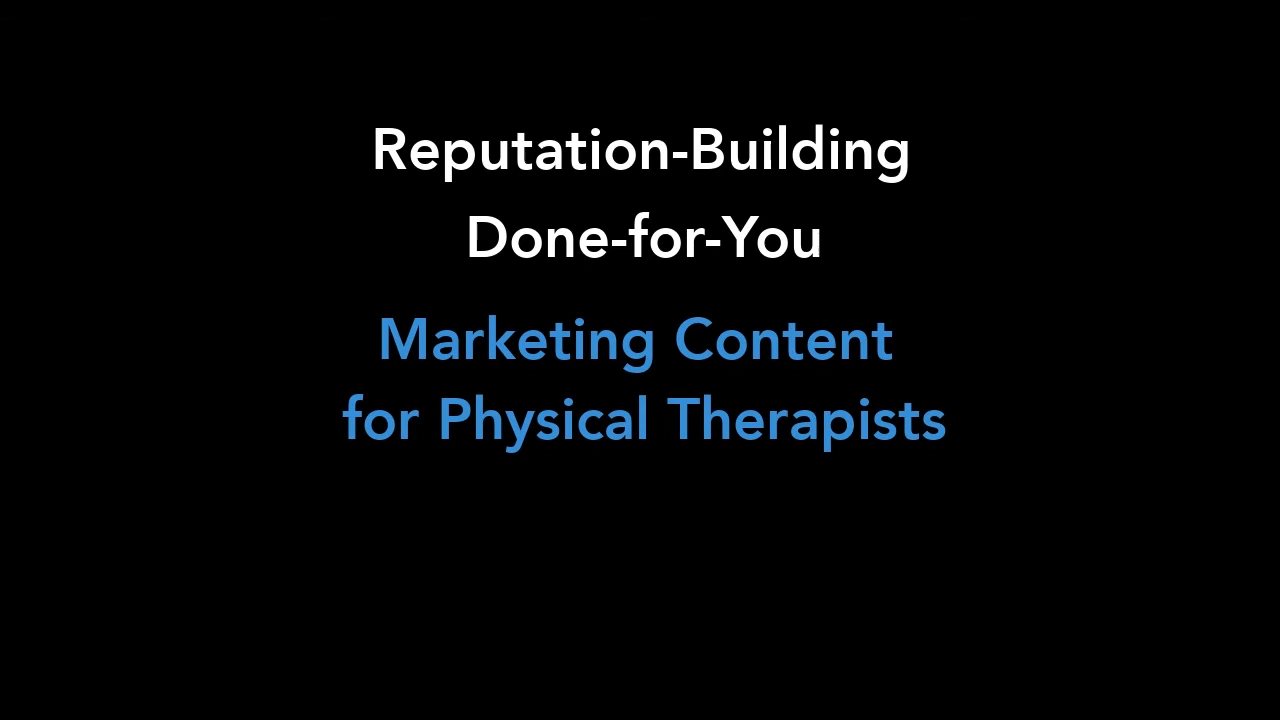 Reputation-Building
Done-for-You
Marketing Content
for Physical Therapists